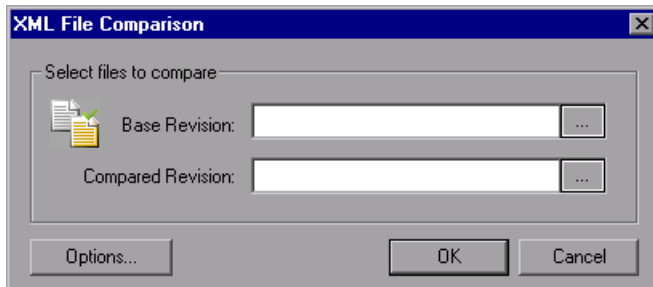 XML File Comparison
Select files to compare
Base Revision:
...
Compared Revision:
...
Options...
OK
Cancel